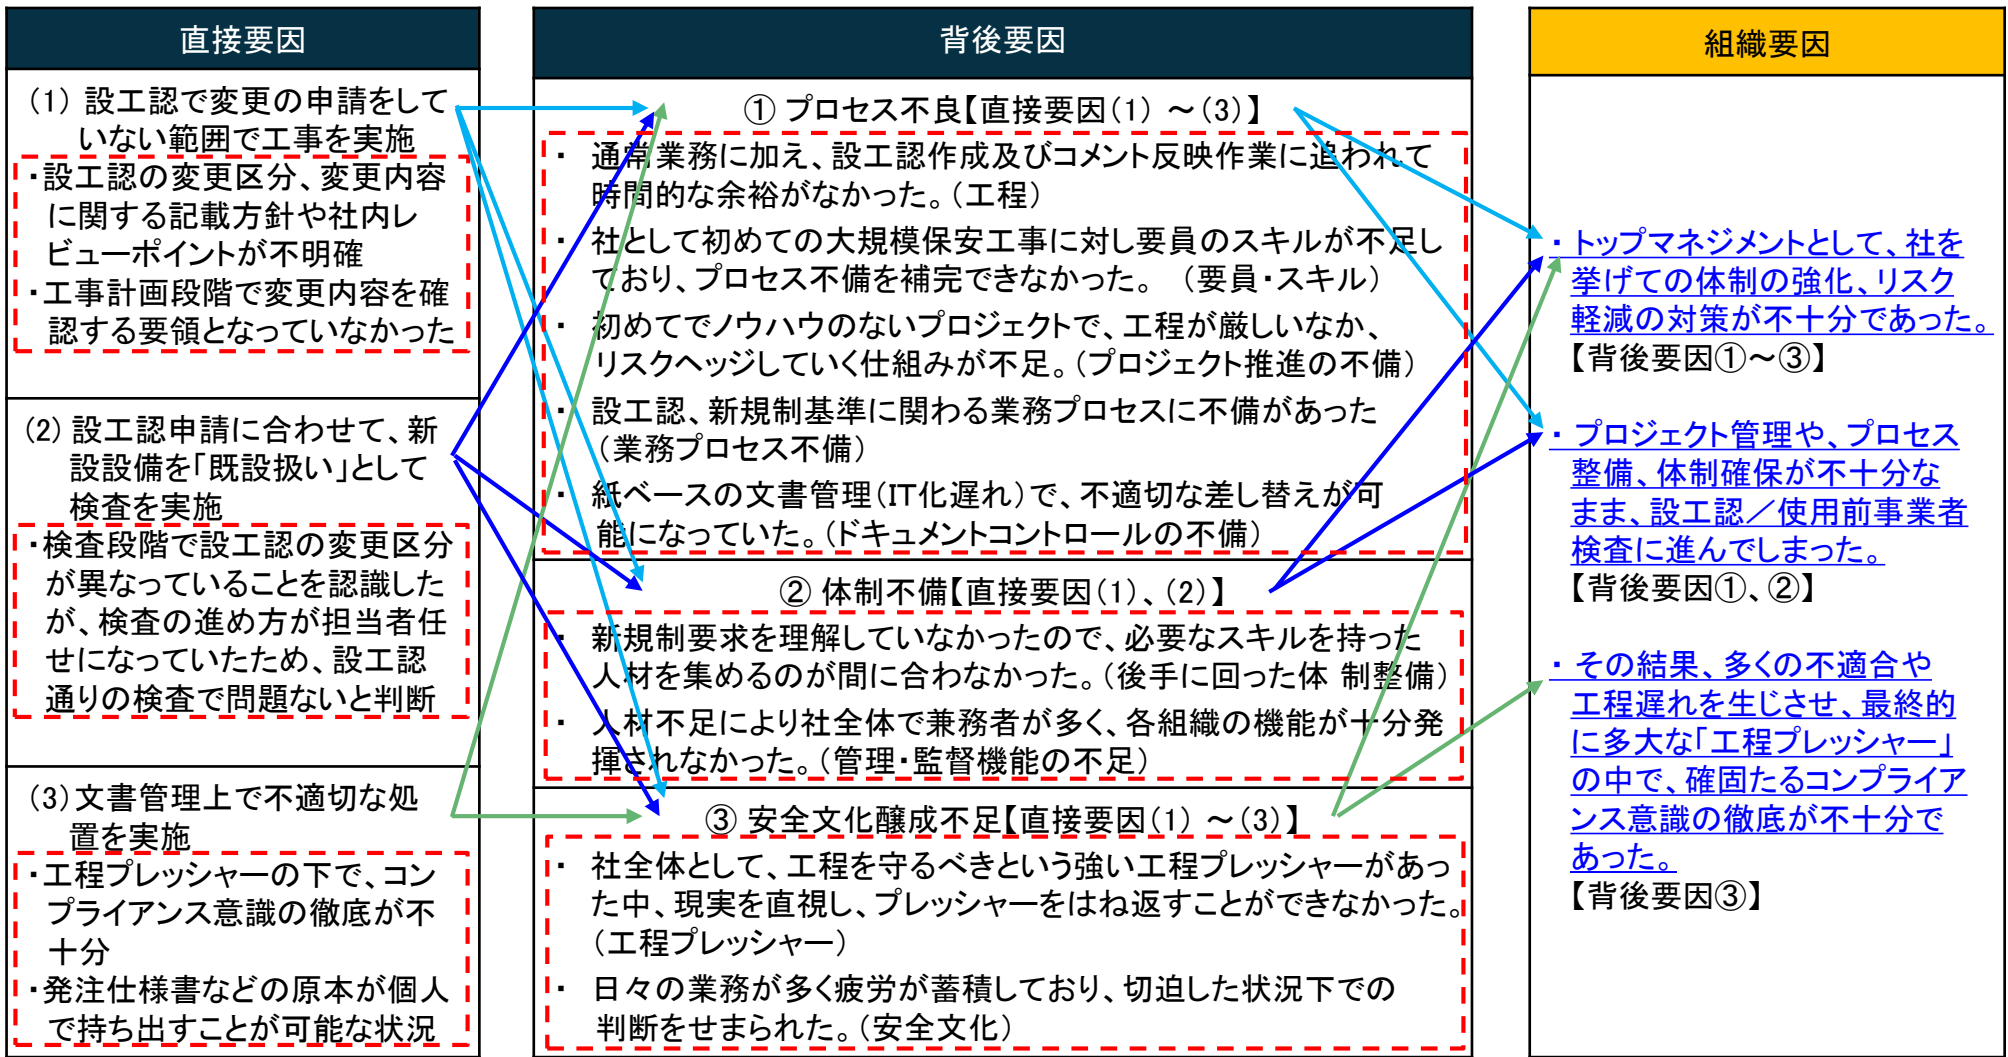 直接要因
(1) 設工認で変更の申請をして
いない範囲で工事を実施
・設工認の変更区分、変更内容
に関する記載方針や社内レ
ビューポイントが不明確
・工事計画段階で変更内容を確
認する要領となっていなかった
(2) 設工認申請に合わせて、新
設設備を「既設扱い」として
検査を実施
・検査段階で設工認の変更区分
が異なっていることを認識した
が、検査の進め方が担当者任
せになっていたため、設工認
通りの検査で問題ないと判断
(3)文書管理上で不適切な処
置を実施
・工程プレッシャーの下で、コン
プライアンス意識の徹底が不
十分
・発注仕様書などの原本が個人
で持ち出すことが可能な状況
背後要因
① プロセス不良【直接要因(1) ～(3)】
・ 通常業務に加え、設工認作成及びコメント反映作業に追われて
時間的な余裕がなかった。(工程)
・ 社として初めての大規模保安工事に対し要員のスキルが不足し
ており、プロセス不備を補完できなかった。 (要員・スキル)
・ 初めてでノウハウのないプロジェクトで、工程が厳しいなか、
リスクヘッジしていく仕組みが不足。(プロジェクト推進の不備)
・ 設工認、新規制基準に関わる業務プロセスに不備があった
(業務プロセス不備)
・ 紙ベースの文書管理(IT化遅れ)で、不適切な差し替えが可
能になっていた。(ドキュメントコントロールの不備)
② 体制不備【直接要因(1)、(2)】
・ 新規制要求を理解していなかったので、必要なスキルを持った
人材を集めるのが間に合わなかった。(後手に回った体 制整備)
・ 人材不足により社全体で兼務者が多く、各組織の機能が十分発
揮されなかった。(管理・監督機能の不足)
③ 安全文化醸成不足【直接要因(1) ～(3)】
・ 社全体として、工程を守るべきという強い工程プレッシャーがあっ
た中、現実を直視し、プレッシャーをはね返すことができなかった。
(工程プレッシャー)
・ 日々の業務が多く疲労が蓄積しており、切迫した状況下での
判断をせまられた。(安全文化)
組織要因
・ トップマネジメントとして、社を
挙げての体制の強化、リスク
軽減の対策が不十分であった。
【背後要因①～③】
・ プロジェクト管理や、プロセス
整備、体制確保が不十分な
まま、設工認／使用前事業者
検査に進んでしまった。
【背後要因①、②】
・ その結果、多くの不適合や
工程遅れを生じさせ、最終的
に多大な「工程プレッシャー」
の中で、確固たるコンプライア
ンス意識の徹底が不十分で
あった。
【背後要因③】